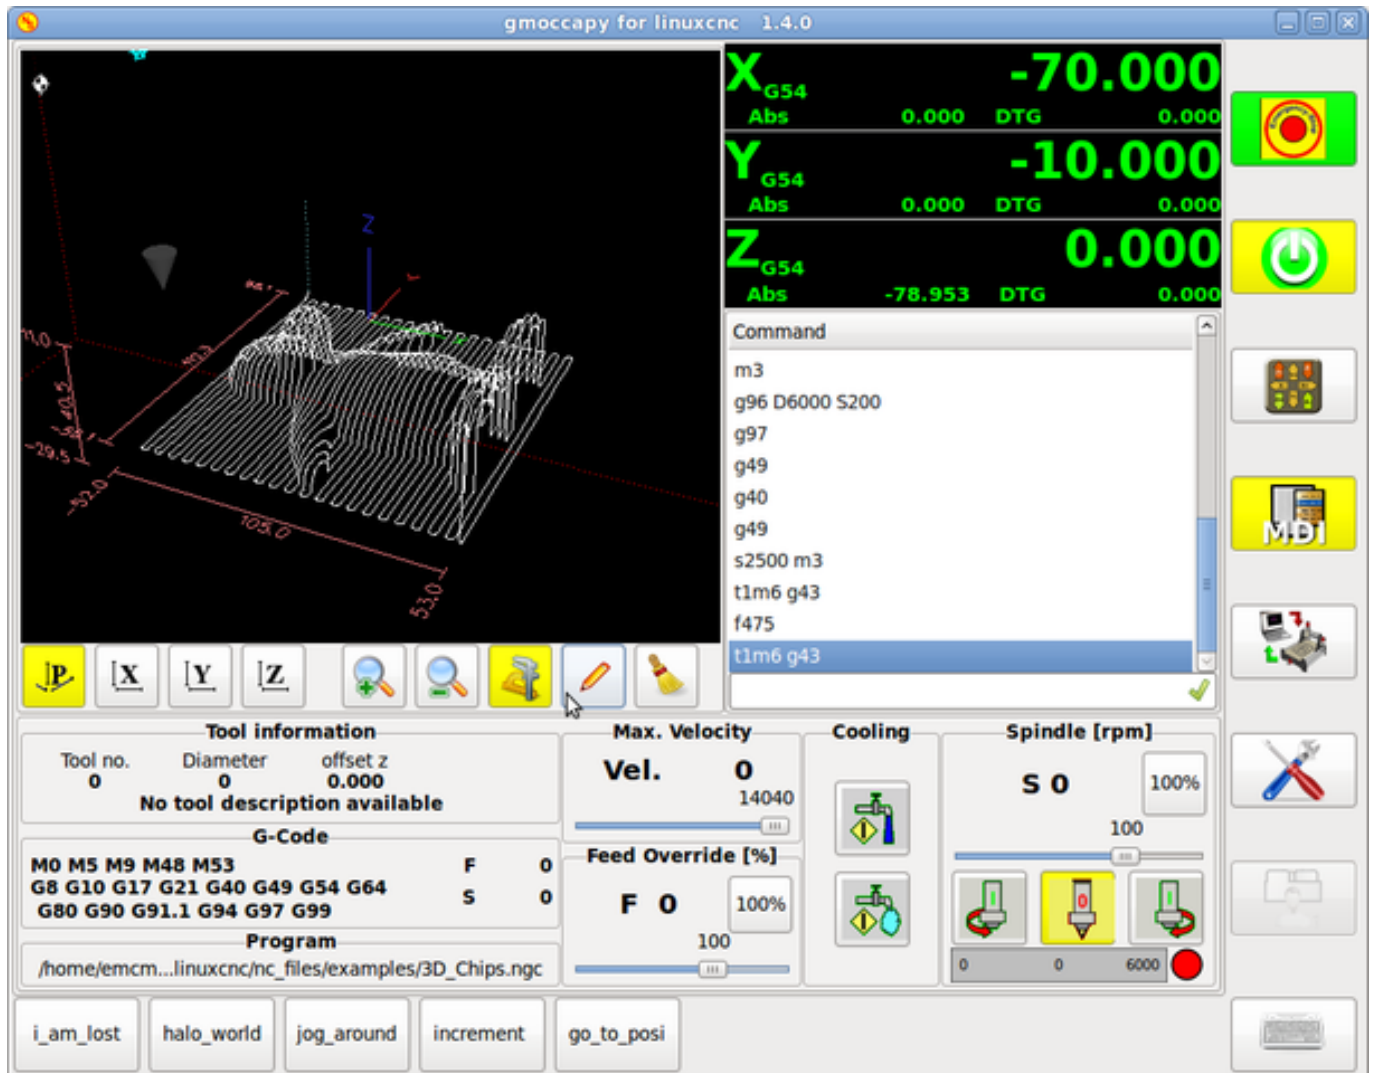 gmoccapy for linuxcnc 1.4.0
Z
-29.5
-52.0
105.0
53.0
X G54 -70.000
Abs 0.000 DTG 0.000
Y G54 -10.000
Abs 0.000 DTG 0.000
Z G54 0.000
Abs -78.953 DTG 0.000
Command
m3
g96 D6000 S200
g97
g49
g40
g49
s2500 m3
t1m6 g43
f475
t1m6 g43
MDI
P X Y Z
Tool information
Tool no. Diameter offset z
0 0 0.000
No tool description available
G-Code
M0 M5 M9 M48 M53
G8 G10 G17 G21 G40 G49 G54 G64
G80 G90 G91.1 G94 G97 G99
F 0
S 0
Program
/home/emcm...linuxcnc/nc_files/examples/3D_Chips.ngc
Max. Velocity
Vel. 0
14040
Feed Override [%]
F 0 100%
100
Cooling
Spindle [rpm]
S 0 100%
100
I 0 I
0 0 6000
i_am_lost halo_world jog_around increment go_to_posi